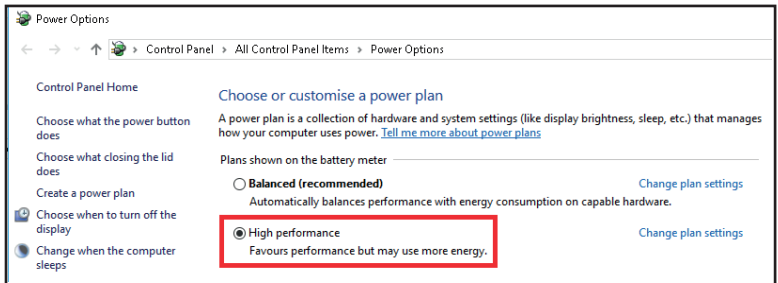 Power Options
Control Panel › All Control Panel Items › Power Options
Control Panel Home
Choose what the power button
does
Choose what closing the lid
does
Create a power plan
Choose when to turn off the
display
Change when the computer
sleeps
Choose or customise a power plan
A power plan is a collection of hardware and system settings (like display brightness, sleep, etc.) that manages
how your computer uses power. Tell me more about power plans
Plans shown on the battery meter
Balanced (recommended) Change plan settings
Automatically balances performance with energy consumption on capable hardware.
High performance Change plan settings
Favours performance but may use more energy.